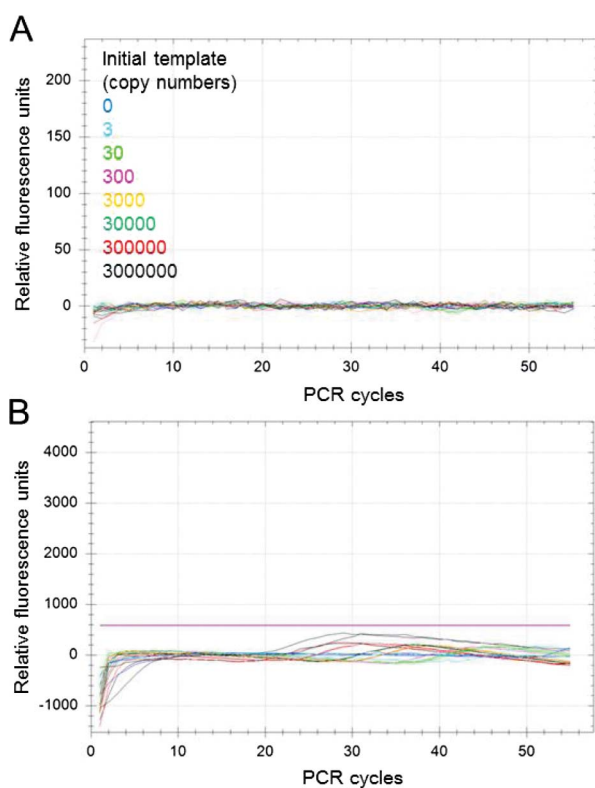 A
Relative fluorescence units
200
150
100
50
0
Initial template
(copy numbers)
0
3
30
300
3000
30000
300000
3000000
0 10 20 30 40 50
PCR cycles
B
Relative fluorescence units
4000
3000
2000
1000
0
-1000
0 10 20 30 40 50
PCR cycles